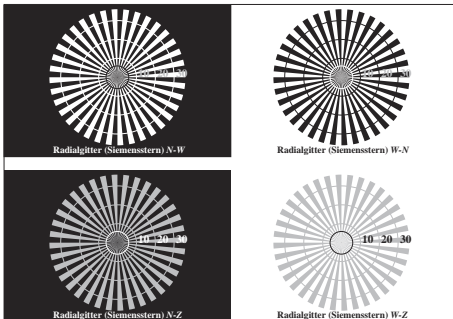 10 20 30
Radialgitter (Siemensstern) N-W
10 20 30
Radialgitter (Siemensstern) W-N
10 20 30
Radialgitter (Siemensstern) N-Z
10 20 30
Radialgitter (Siemensstern) W-Z